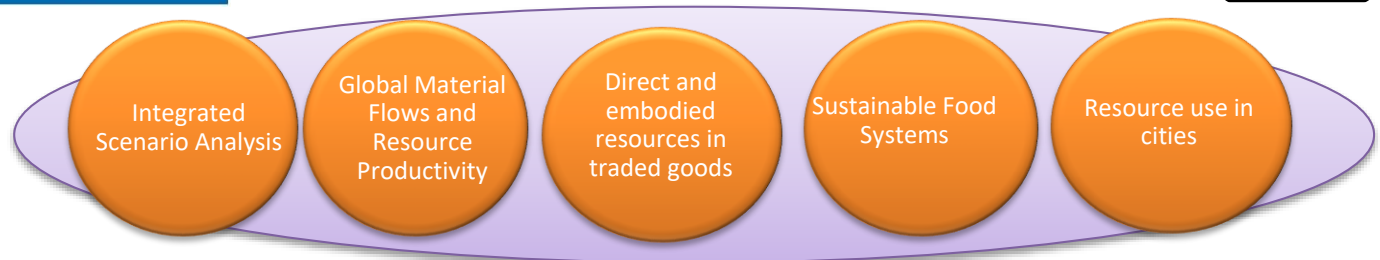 Integrated
Scenario Analysis
Global Material
Flows and
Resource
Productivity
Direct and
embodied
resources in
traded goods
Sustainable Food
Systems
Resource use in
cities